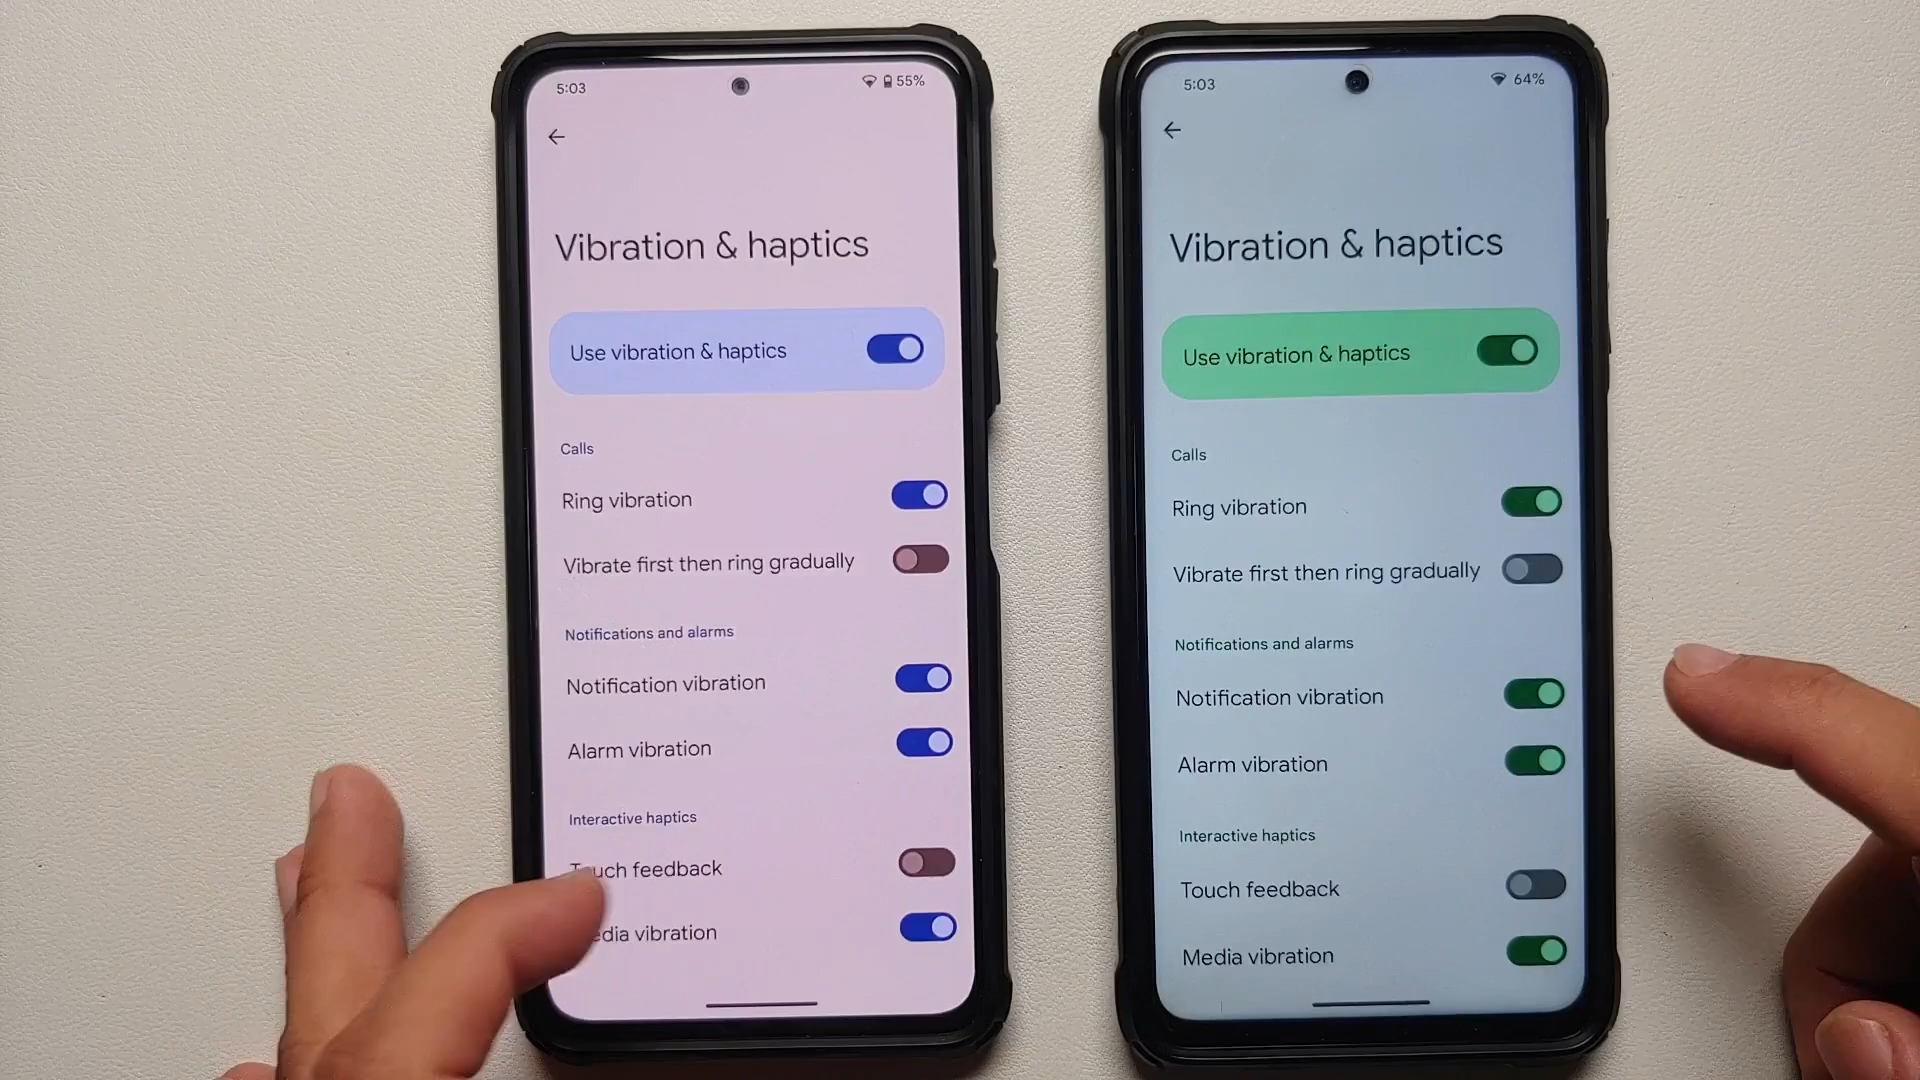 5:03
55%
Vibration & haptics
Use vibration & haptics
Calls
Ring vibration
Vibrate first then ring gradually
Notifications and alarms
Notification vibration
Alarm vibration
Interactive haptics
Touch feedback
edia vibration
5:03
64%
Vibration & haptics
Use vibration & haptics
Calls
Ring vibration
Vibrate first then ring gradually
Notifications and alarms
Notification vibration
Alarm vibration
Interactive haptics
Touch feedback
Media vibration